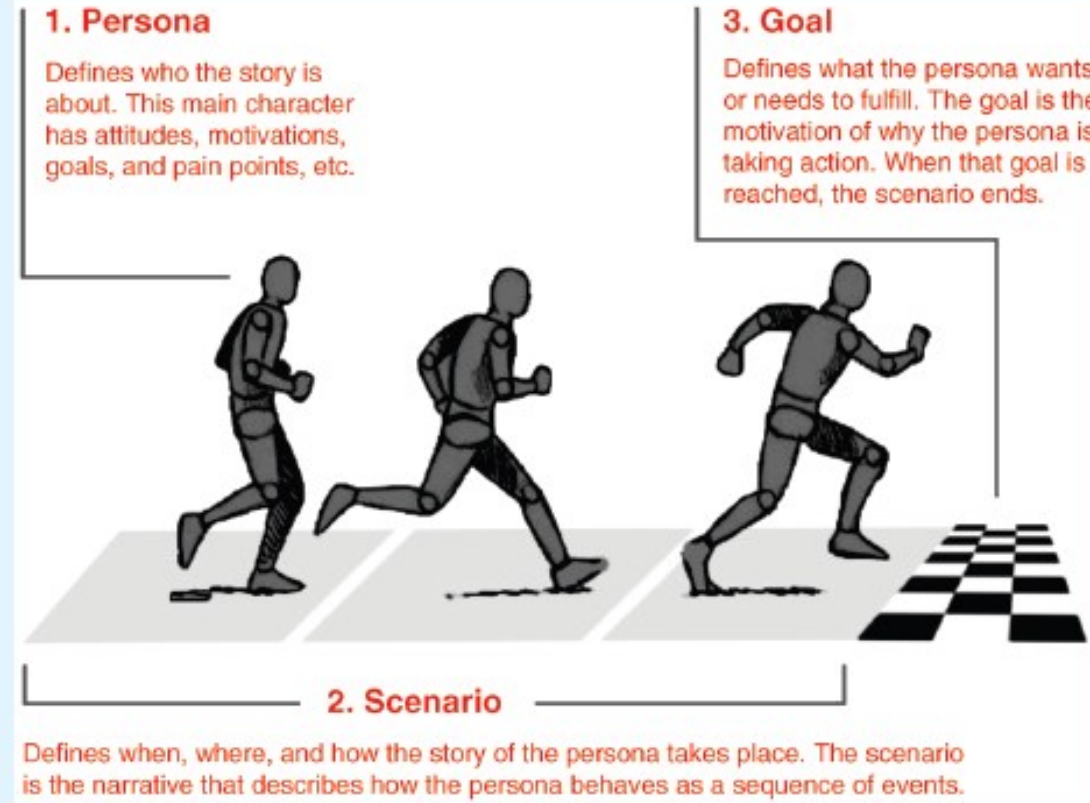 1. Persona
Defines who the story is
about. This main character
has attitudes, motivations,
goals, and pain points, etc.
3. Goal
Defines what the persona wants
or needs to fulfill. The goal is the
motivation of why the persona is
taking action. When that goal is
reached, the scenario ends.
2. Scenario
Defines when, where, and how the story of the persona takes place. The scenario
is the narrative that describes how the persona behaves as a sequence of events.